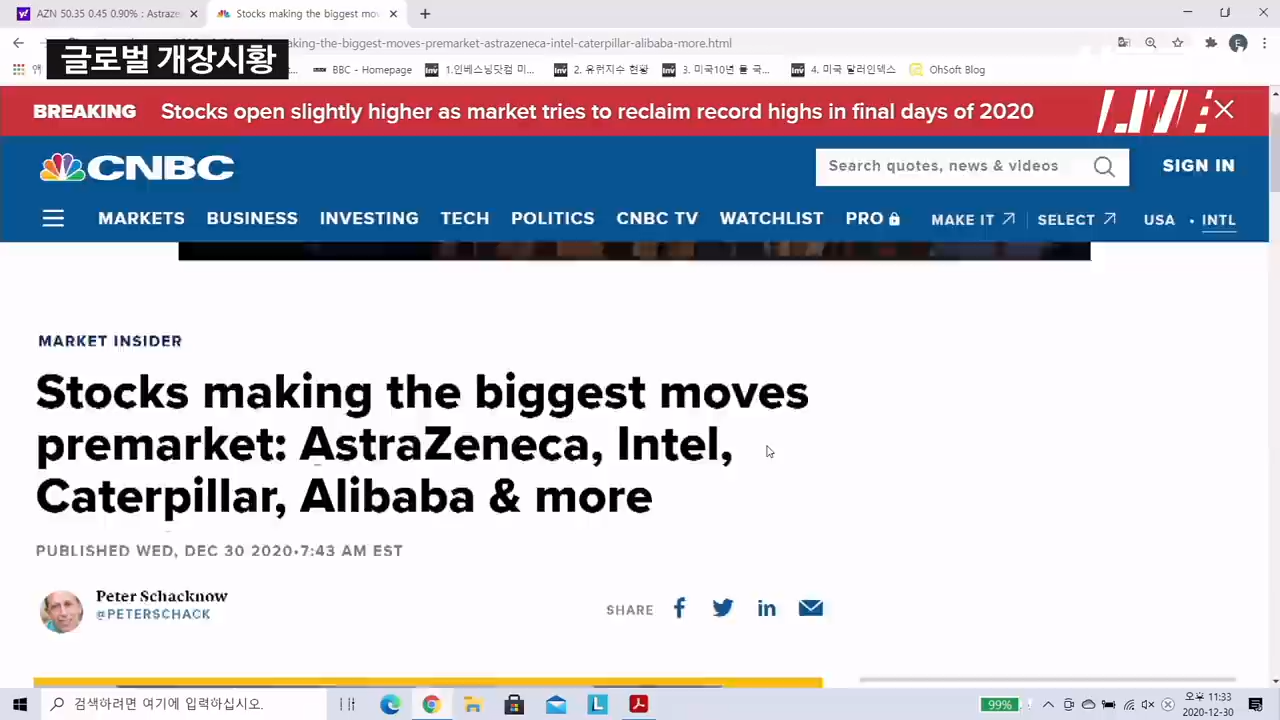 AZN 50.35 0.45 0.90% : Astraze
Stocks making the biggest mov
글로벌 개장시황
aking-the-biggest-moves-premarket-astrazeneca-intel-caterpillar-alibaba-more.html
BBC - Homepage
1.인베스닝닷컴 미...
2. 유럽지수 현황
3. 미국10년 물 국...
4. 미국 달러인덱스
OhSoft Blog
BREAKING Stocks open slightly higher as market tries to reclaim record highs in final days of 2020
LIVE
CNBC
Search quotes, news & videos
SIGN IN
MARKETS BUSINESS INVESTING TECH POLITICS CNBC TV WATCHLIST PRO MAKE IT SELECT USA • INTL
MARKET INSIDER
Stocks making the biggest moves
premarket: AstraZeneca, Intel,
Caterpillar, Alibaba & more
PUBLISHED WED, DEC 30 2020•7:43 AM EST
Peter Schacknow
@PETERSCHACK
SHARE
검색하려면 여기에 입력하십시오.
99%
오후 11:33
2020-12-30